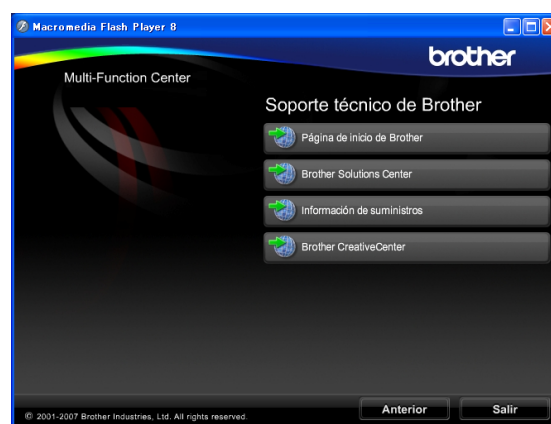 Macromedia Flash Player 8
brother
Multi-Function Center
Soporte técnico de Brother
Página de inicio de Brother
Brother Solutions Center
Información de suministros
Brother CreativeCenter
Anterior
Salir
© 2001-2007 Brother Industries, Ltd. All rights reserved.